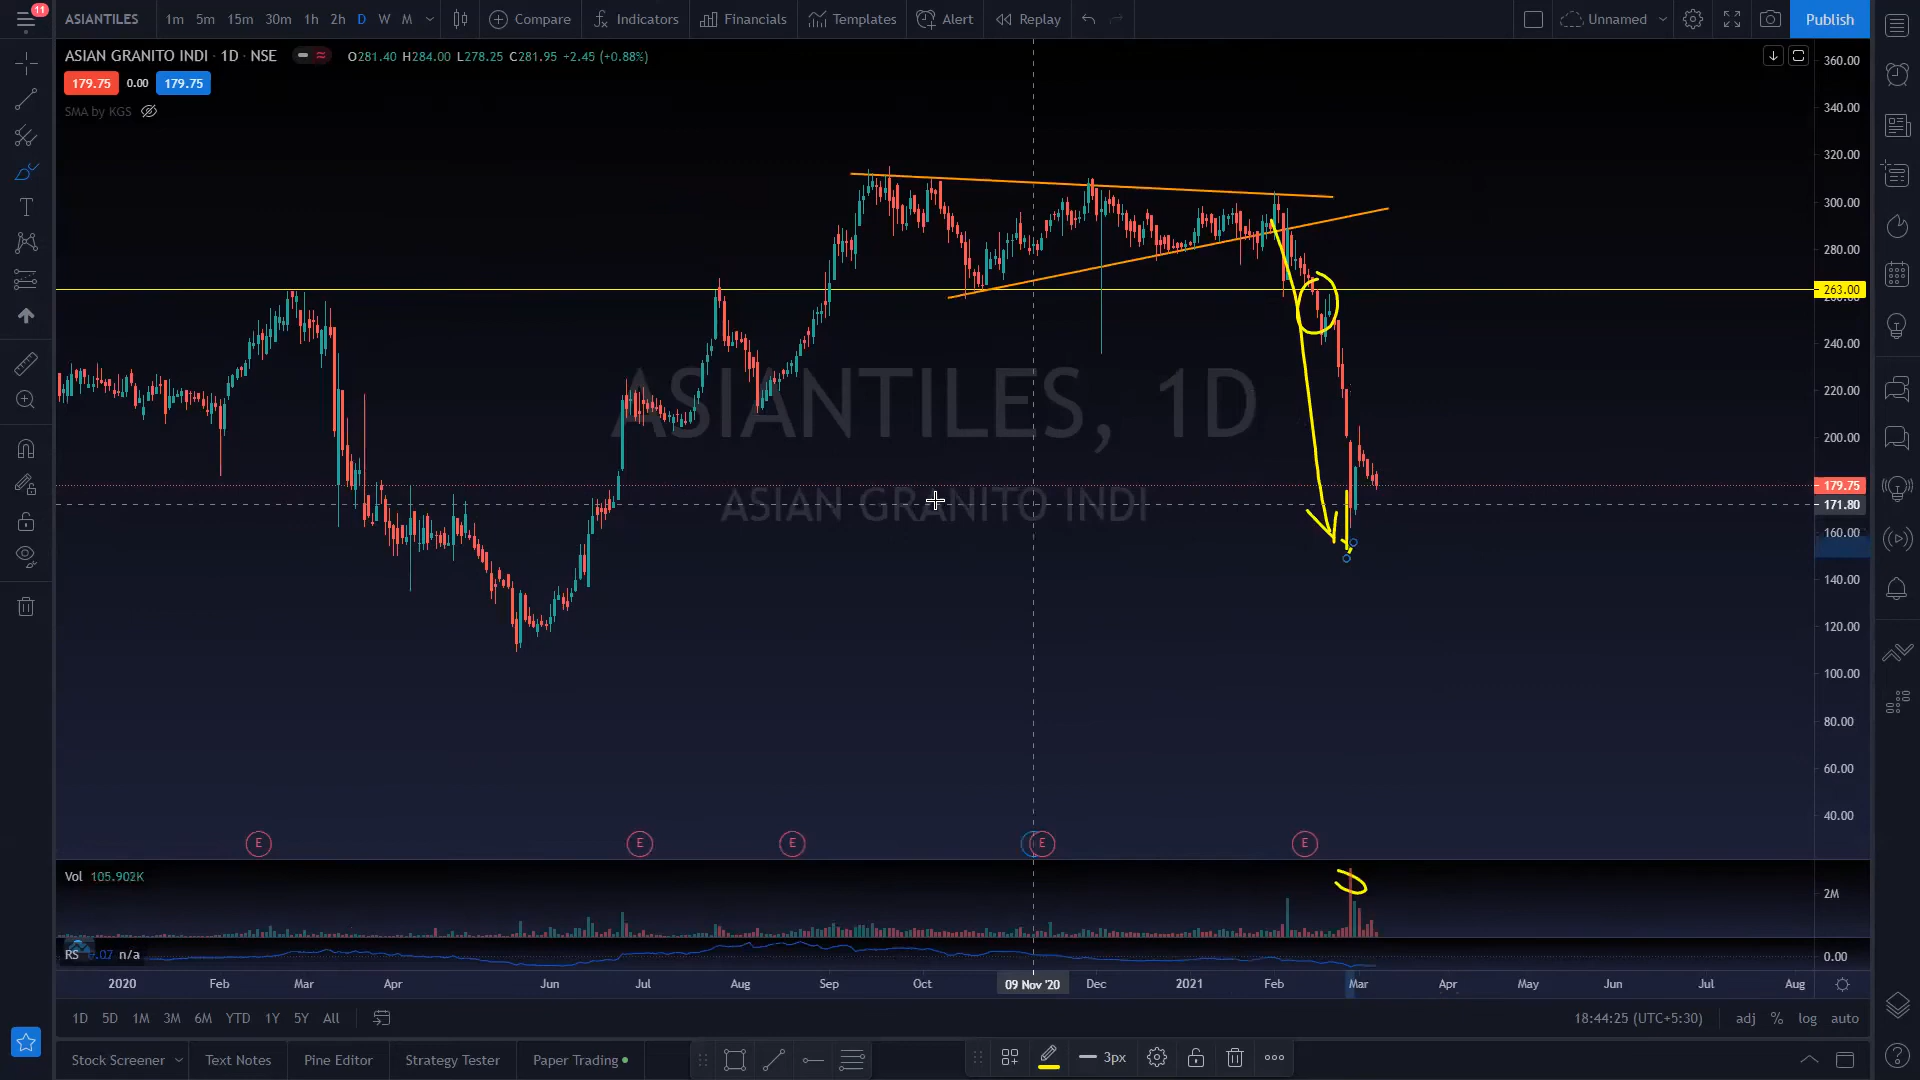 11
ASIANTILES 1m 5m 15m 30m 1h 2h D W M Compare Indicators Financials Templates Alert Replay Unnamed Publish
ASIAN GRANITO INDI · 1D · NSE O281.40 H284.00 L278.25 C281.95 +2.45 (+0.88%)
179.75 0.00 179.75
SMA by KGS
360.00
340.00
320.00
300.00
280.00
263.00
240.00
220.00
200.00
179.75
171.80
160.00
140.00
120.00
100.00
80.00
60.00
40.00
ASIANTILES, 1D
ASIAN GRANITO INDI
E E E E E
Vol 105.902K
2M
RS 0.07 n/a
0.00
2020 Feb Mar Apr Jun Jul Aug Sep Oct 09 Nov '20 Dec 2021 Feb Mar Apr May Jun Jul Aug
1D 5D 1M 3M 6M YTD 1Y 5Y All 18:44:25 (UTC+5:30) adj % log auto
Stock Screener Text Notes Pine Editor Strategy Tester Paper Trading 3px